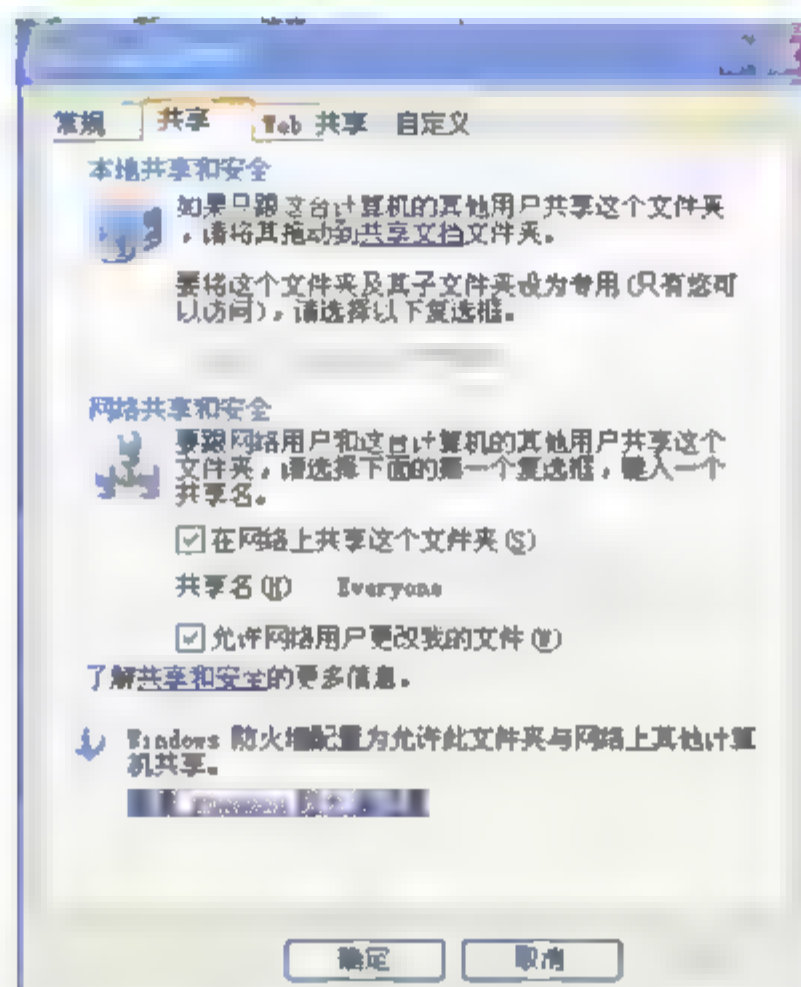 常规 共享 Web 共享 自定义
本地共享和安全
如果只跟这台计算机的其他用户共享这个文件夹
，请将其拖动到共享文档文件夹。
要将这个文件夹及其子文件夹设为专用(只有您可
以访问)，请选择以下复选框。
网络共享和安全
要跟网络用户和这台计算机的其他用户共享这个
文件夹，请选择下面的第一个复选框，键入一个
共享名。
在网络上共享这个文件夹(S)
共享名(H) Everyone
允许网络用户更改我的文件(W)
了解共享和安全的更多信息。
Windows 防火墙配置为允许此文件夹与网络上其他计算
机共享。
确定 取消